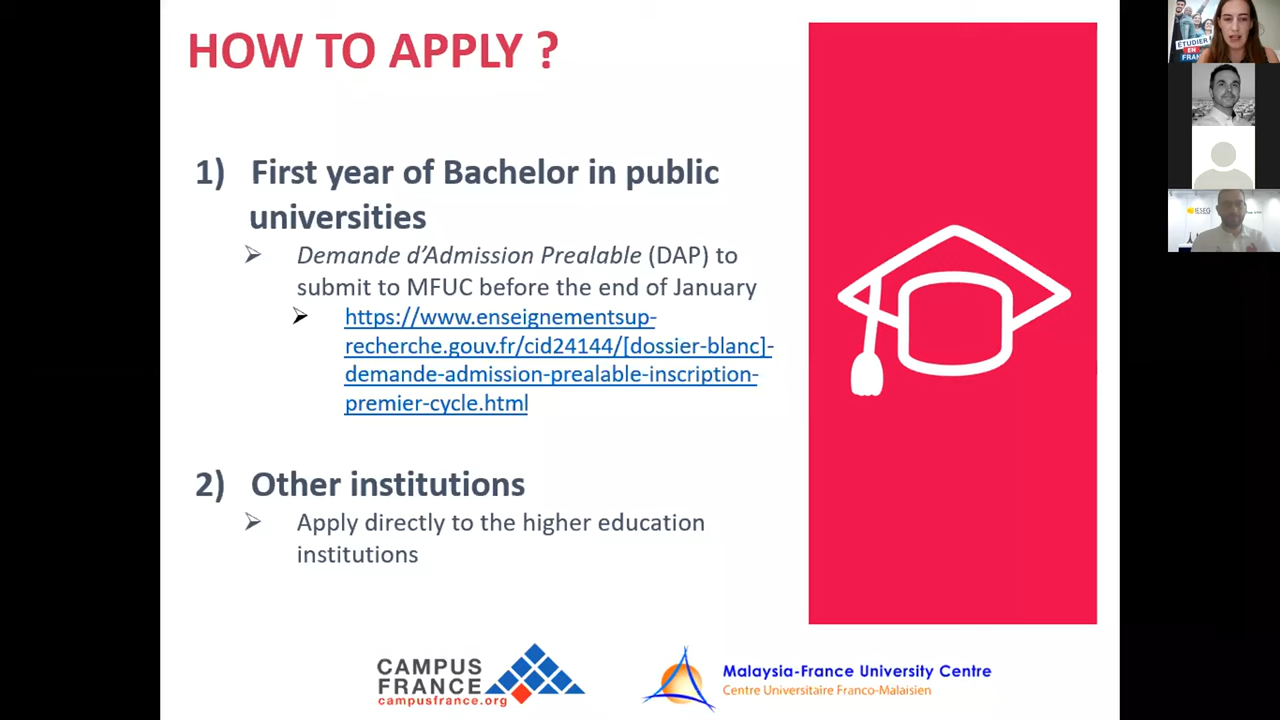 HOW TO APPLY ?
1) First year of Bachelor in public
universities
Demande d'Admission Prealable (DAP) to
submit to MFUC before the end of January
https://www.enseignementsup-
recherche.gouv.fr/cid24144/[dossier-blanc]-
demande-admission-prealable-inscription-
premier-cycle.html
2) Other institutions
Apply directly to the higher education
institutions
CAMPUS
FRANCE
campusfrance.org
Malaysia-France University Centre
Centre Universitaire Franco-Malaisien
ÉTUDIER
EN
IESEG